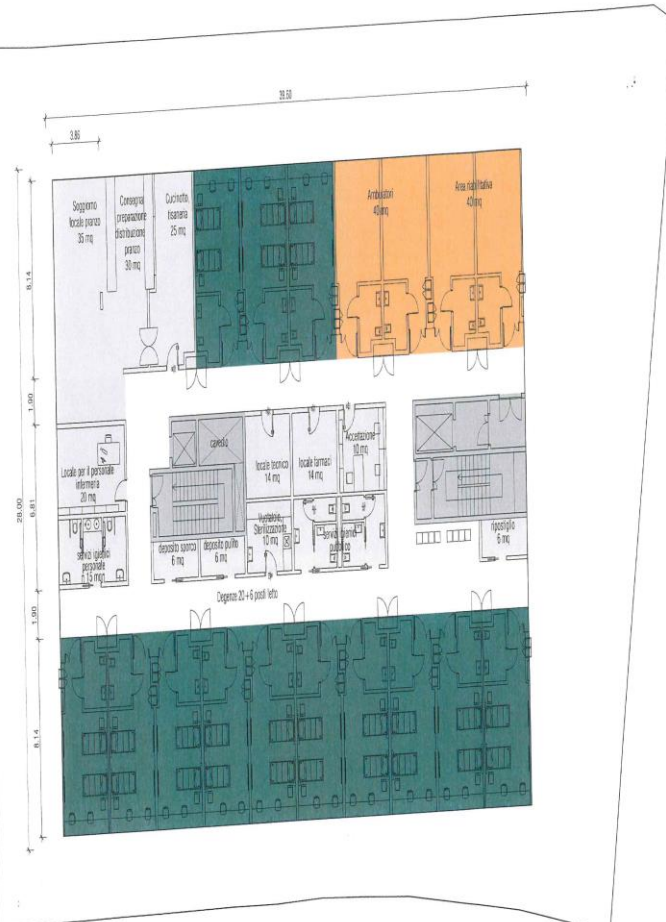 39.50
3.86
Soggiorno
locale pranzo
35 mq
Consegna
preparazione
distribuzione
pranzo
30 mq
Cucinotto
tisaneria
25 mq
Ambulatori
40 mq
Area riabilitativa
40 mq
8.14
1.90
6.81
28.00
1.90
8.14
cavedio
locale tecnico
14 mq
locale farmaci
14 mq
Accettazione
10 mq
Locale per il personale
infermeria
20 mq
servizi igienici
personale
15 mq
deposito sporco
6 mq
deposito pulito
6 mq
Vuotatoio,
Sterilizzazione
10 mq
servizi igienici
pubblico
ripostiglio
6 mq
Degenze 20+6 posti letto